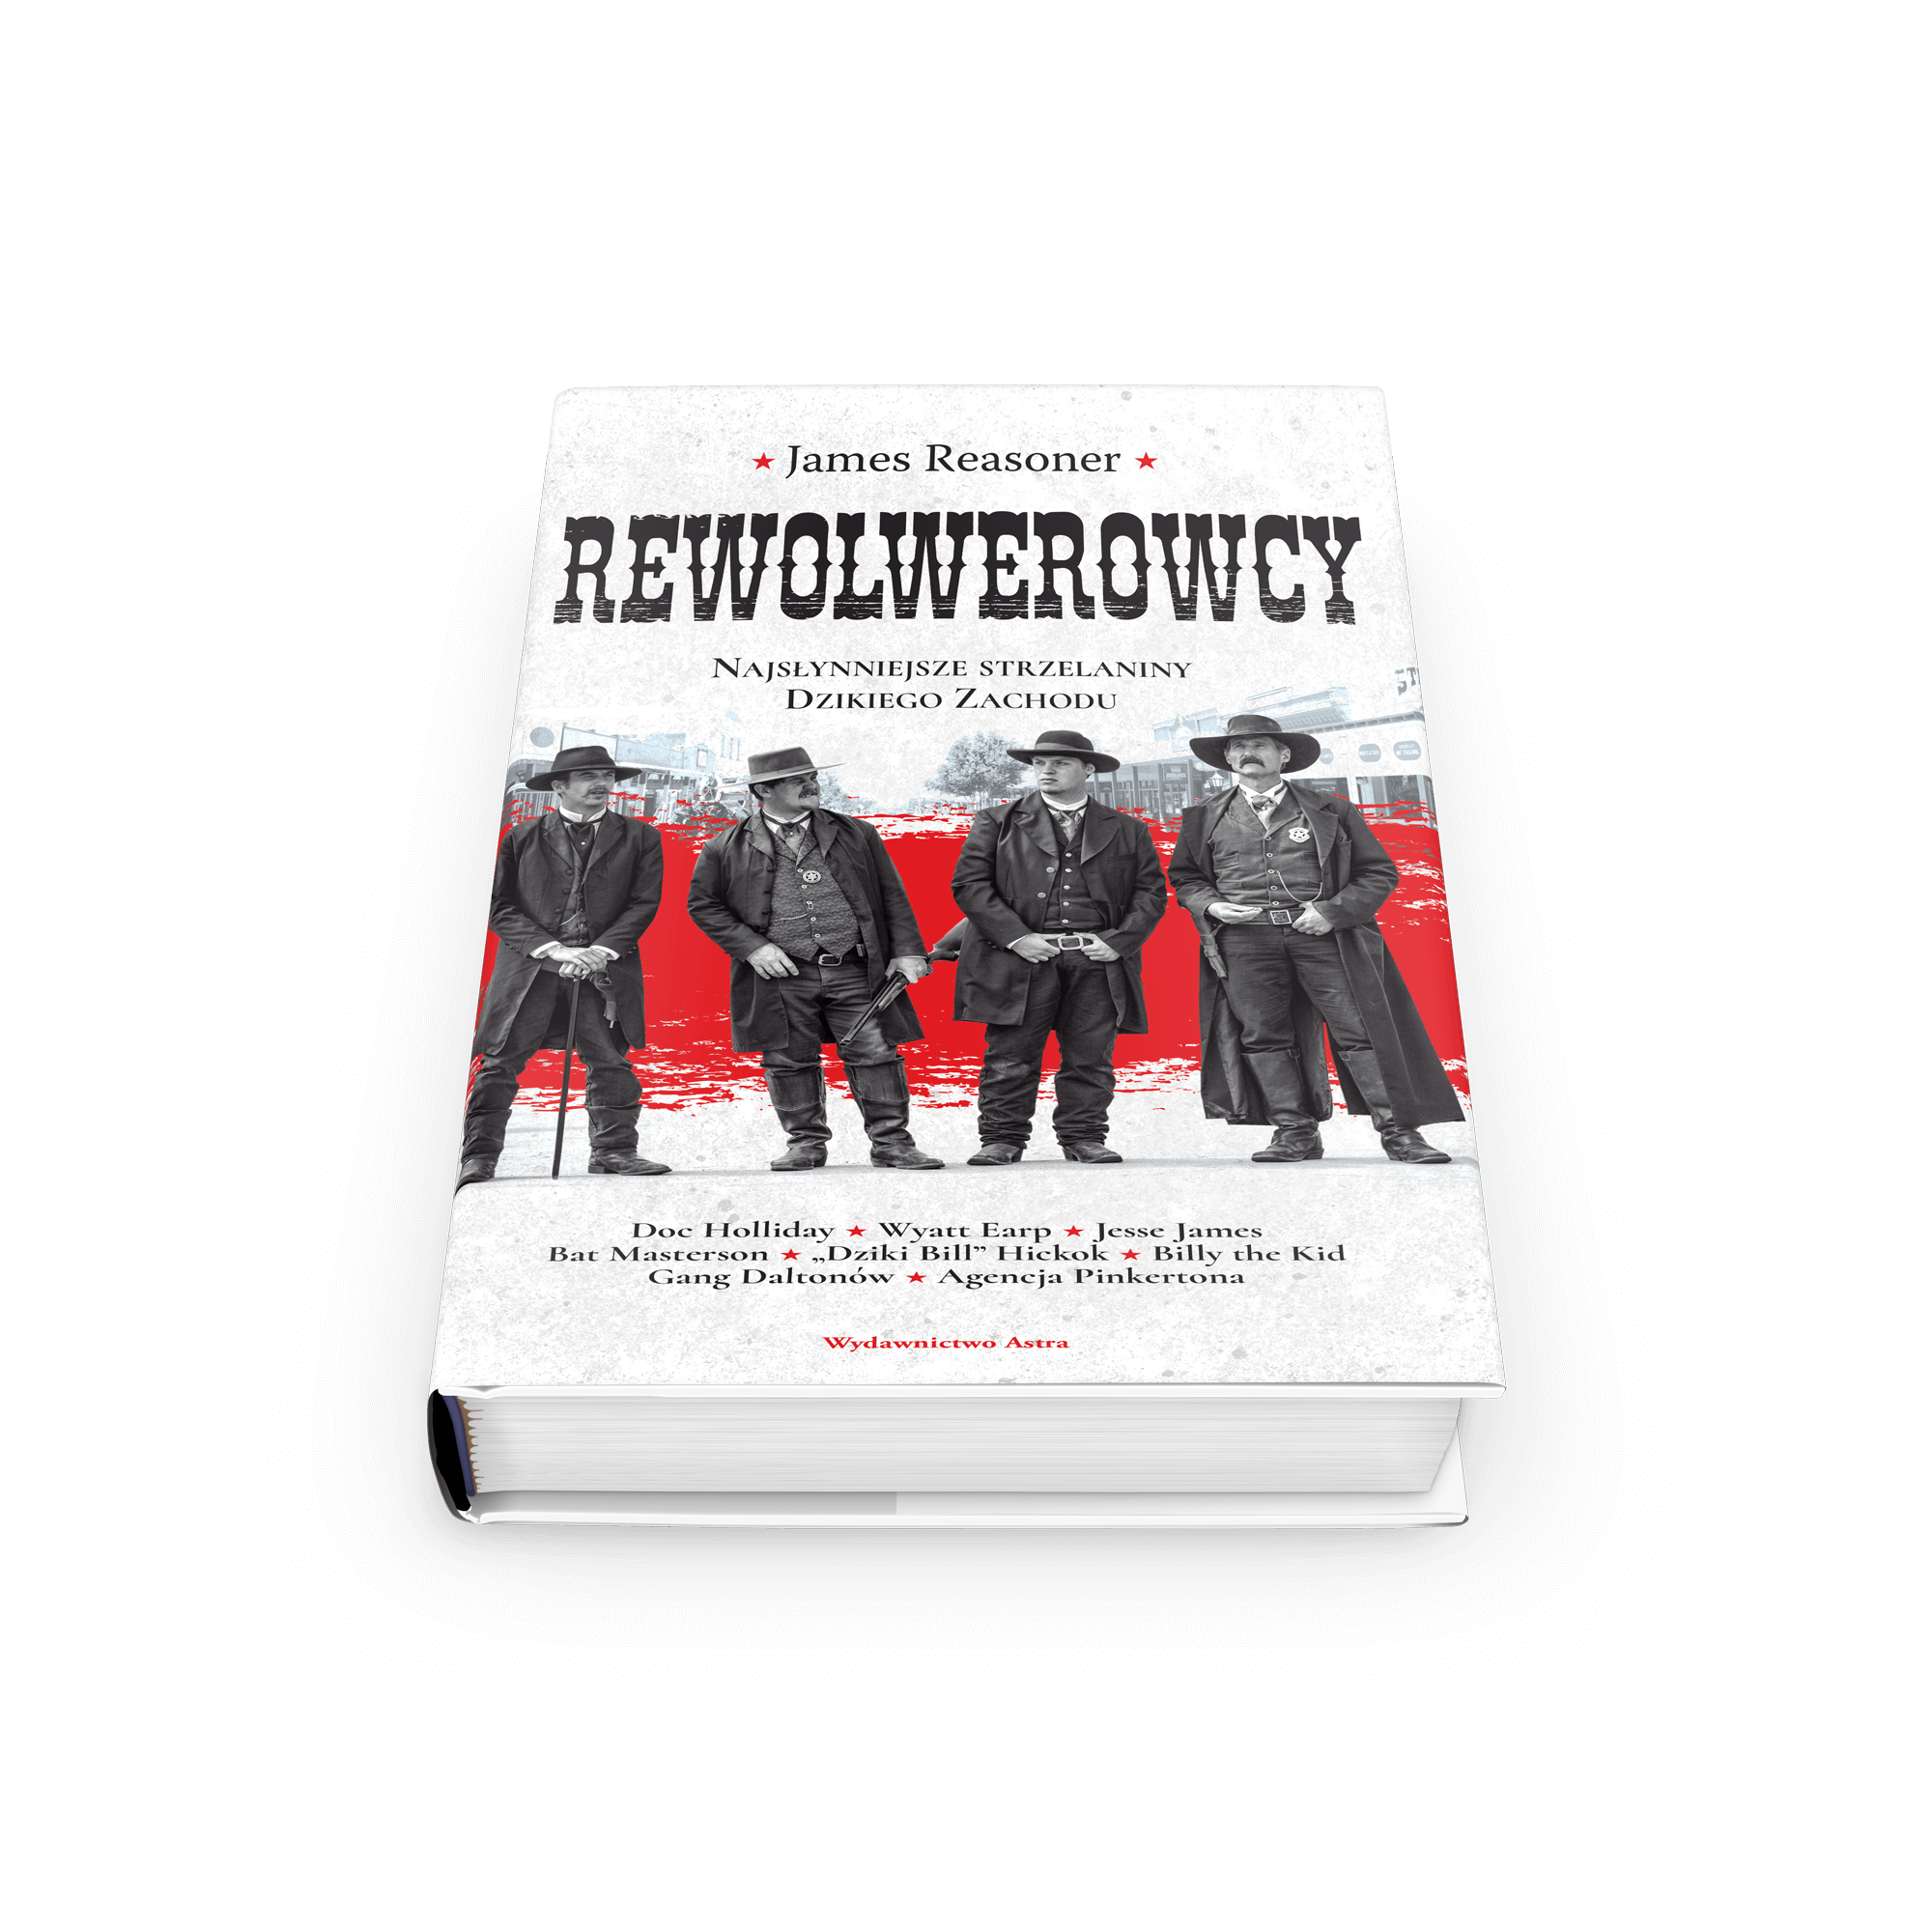 ★ James Reasoner ★
REWOLWEROWCY
Najsłynniejsze strzelaniny
Dzikiego Zachodu
Doc Holliday ★ Wyatt Earp ★ Jesse James
Bat Masterson ★ „Dziki Bill” Hickok ★ Billy the Kid
Gang Daltonów ★ Agencja Pinkertona
Wydawnictwo Astra